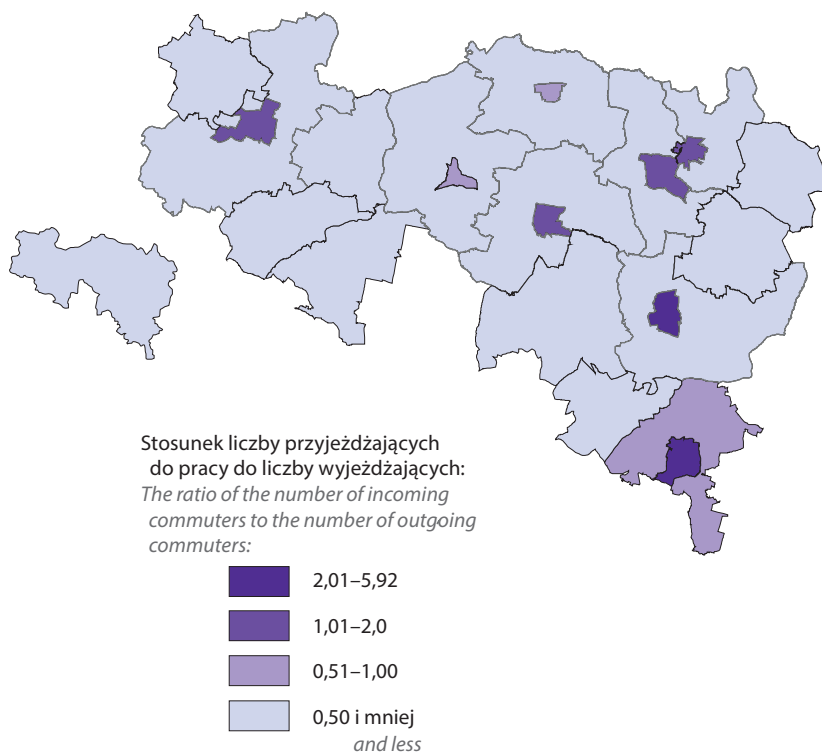 Stosunek liczby przyjeżdżających
do pracy do liczby wyjeżdżających:
The ratio of the number of incoming
commuters to the number of outgoing
commuters:
2,01–5,92
1,01–2,0
0,51–1,00
0,50 i mniej
and less